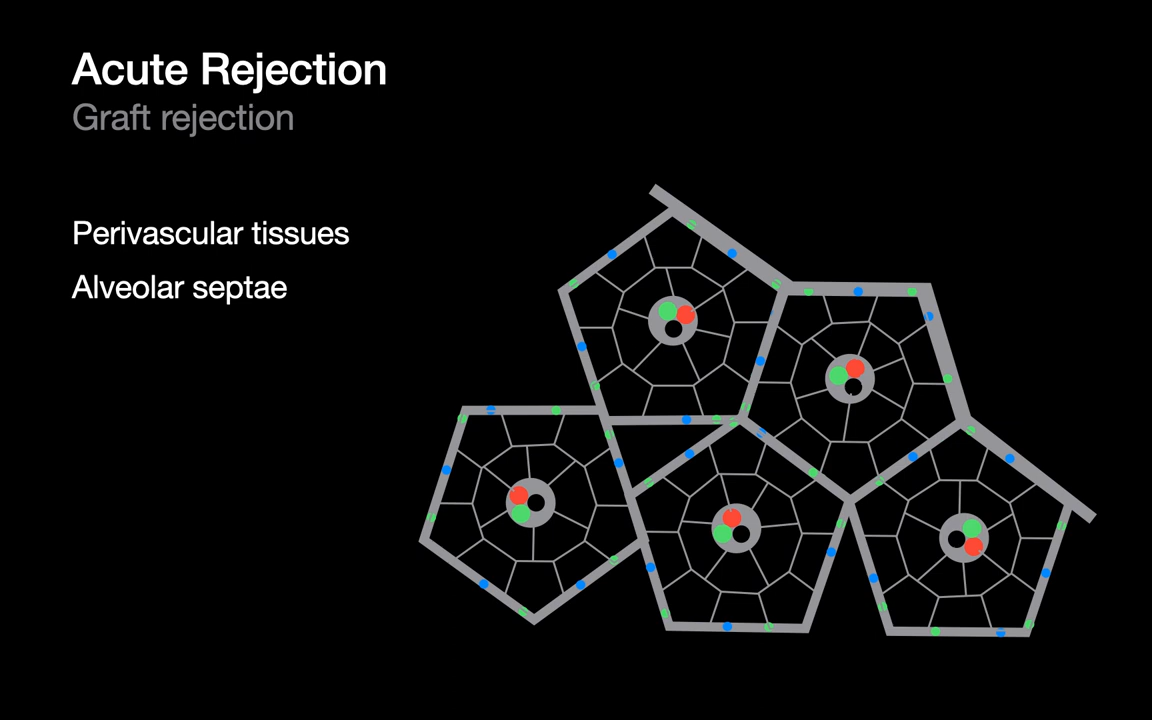 Acute Rejection
Graft rejection
Perivascular tissues
Alveolar septae